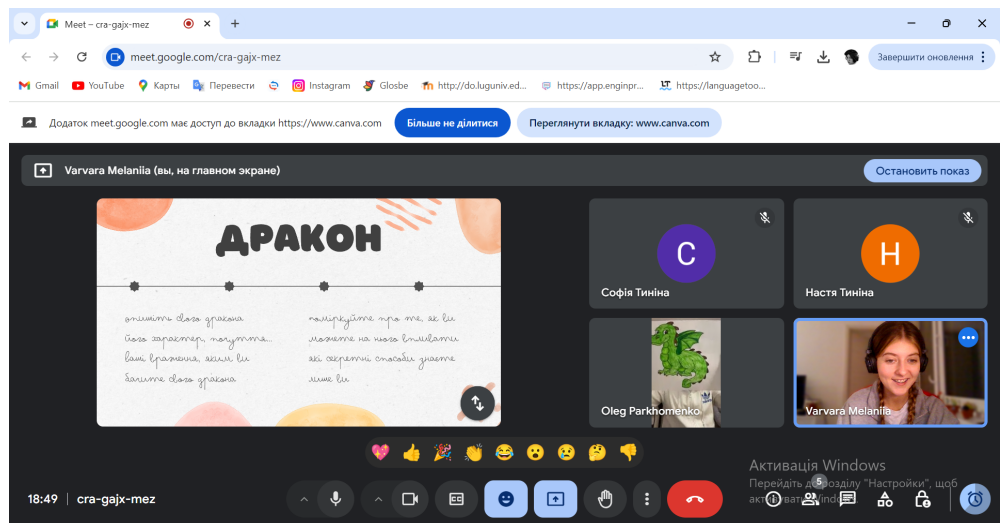 Meet – cra-gajx-mez
meet.google.com/cra-gajx-mez
Завершити оновлення
Gmail
YouTube
Карты
Перевести
Instagram
Glosbe
http://do.luguniv.ed...
https://app.enginpr...
https://languagetoo...
Додаток meet.google.com має доступ до вкладки https://www.canva.com
Більше не ділитися
Переглянути вкладку: www.canva.com
Varvara Melaniia (вы, на главном экране)
Остановить показ
ДРАКОН
опишіть свого дракона
його характер, почуття...
ваші враження, яким ви
бачите свого дракона
поміркуйте про те, як ви
можете на нього впливати
які секретні способи знаєте
лише ви
С
Софія Тиніна
Н
Настя Тиніна
Oleg Parkhomenko
Varvara Melaniia
Активація Windows
Перейдіть до розділу "Настройки", щоб
активувати Windows.
5
18:49
cra-gajx-mez